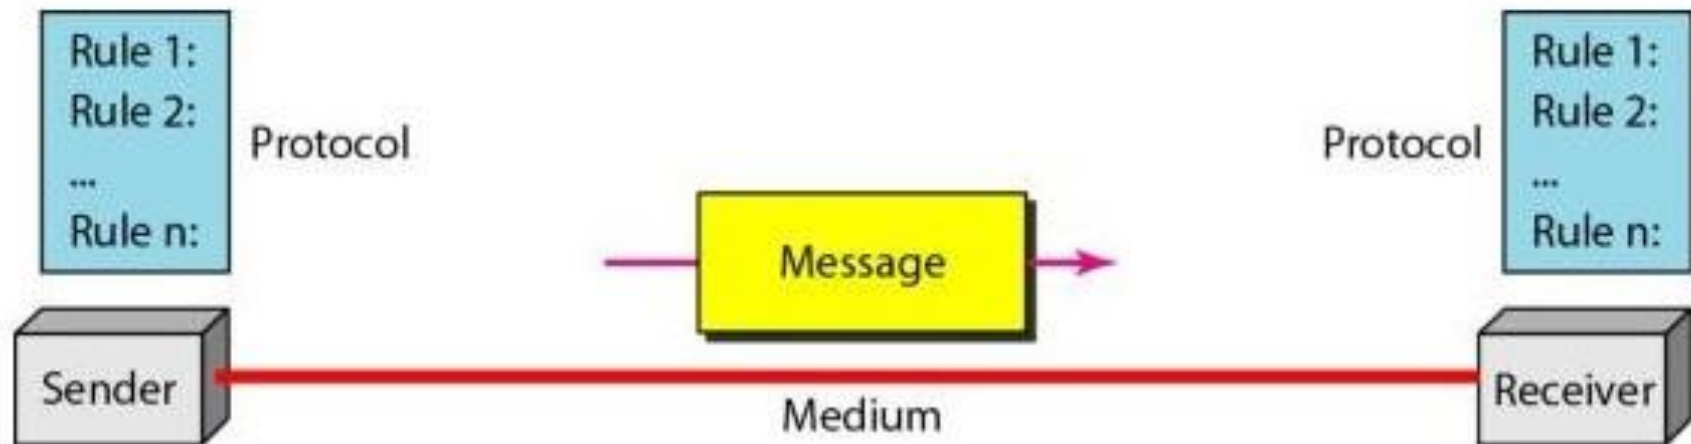 Rule 1:
Rule 2:
...
Rule n:
Protocol
Message
Protocol
Rule 1:
Rule 2:
...
Rule n:
Sender
Medium
Receiver